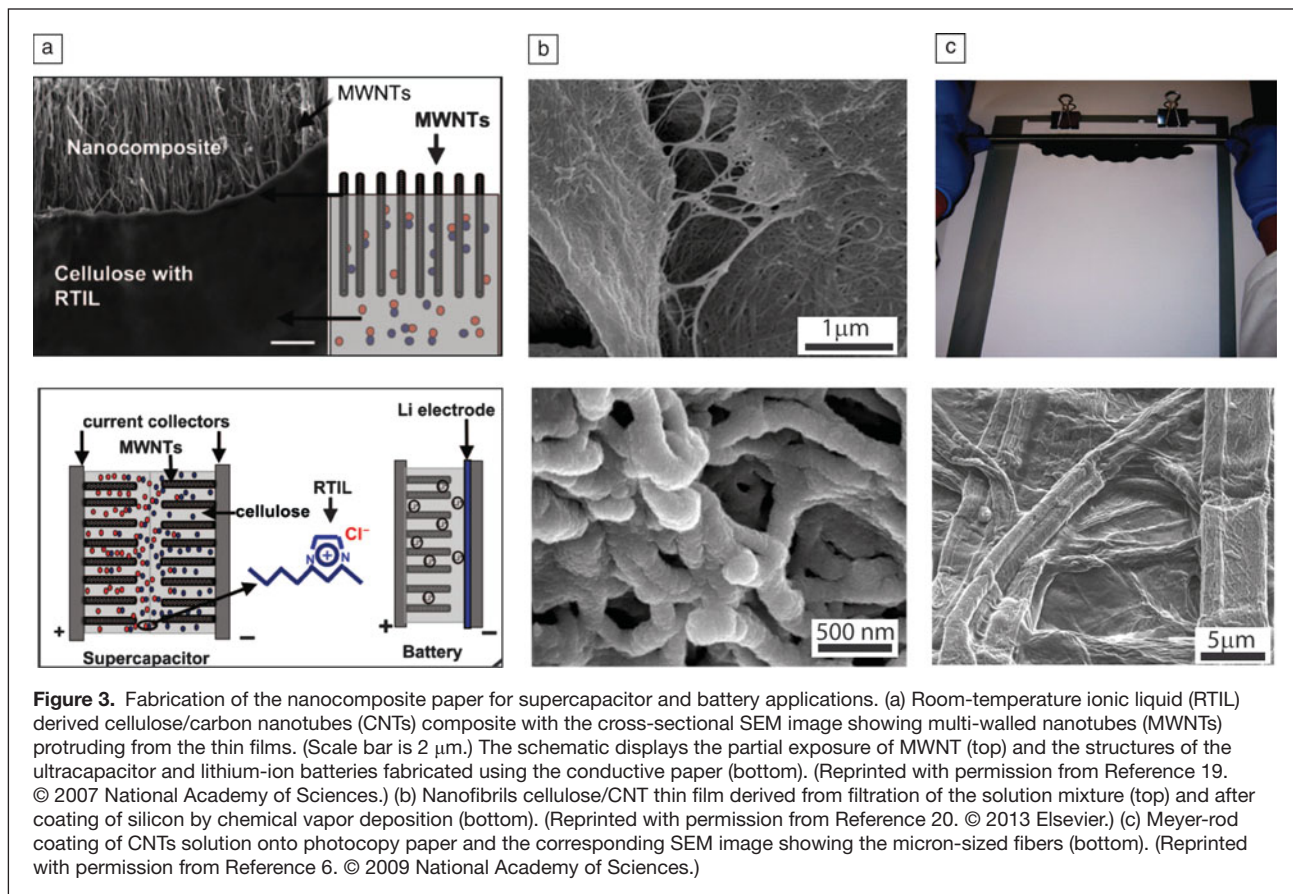 a
b
c
MWNTs
MWNTs
Nanocomposite
Cellulose with
RTIL
1μm
current collectors
MWNTs
cellulose
RTIL
Cl⁻
N + N
+
−
Supercapacitor
Li electrode
+
−
Battery
500 nm
5μm
Figure 3. Fabrication of the nanocomposite paper for supercapacitor and battery applications. (a) Room-temperature ionic liquid (RTIL)
derived cellulose/carbon nanotubes (CNTs) composite with the cross-sectional SEM image showing multi-walled nanotubes (MWNTs)
protruding from the thin films. (Scale bar is 2 μm.) The schematic displays the partial exposure of MWNT (top) and the structures of the
ultracapacitor and lithium-ion batteries fabricated using the conductive paper (bottom). (Reprinted with permission from Reference 19.
© 2007 National Academy of Sciences.) (b) Nanofibrils cellulose/CNT thin film derived from filtration of the solution mixture (top) and after
coating of silicon by chemical vapor deposition (bottom). (Reprinted with permission from Reference 20. © 2013 Elsevier.) (c) Meyer-rod
coating of CNTs solution onto photocopy paper and the corresponding SEM image showing the micron-sized fibers (bottom). (Reprinted
with permission from Reference 6. © 2009 National Academy of Sciences.)